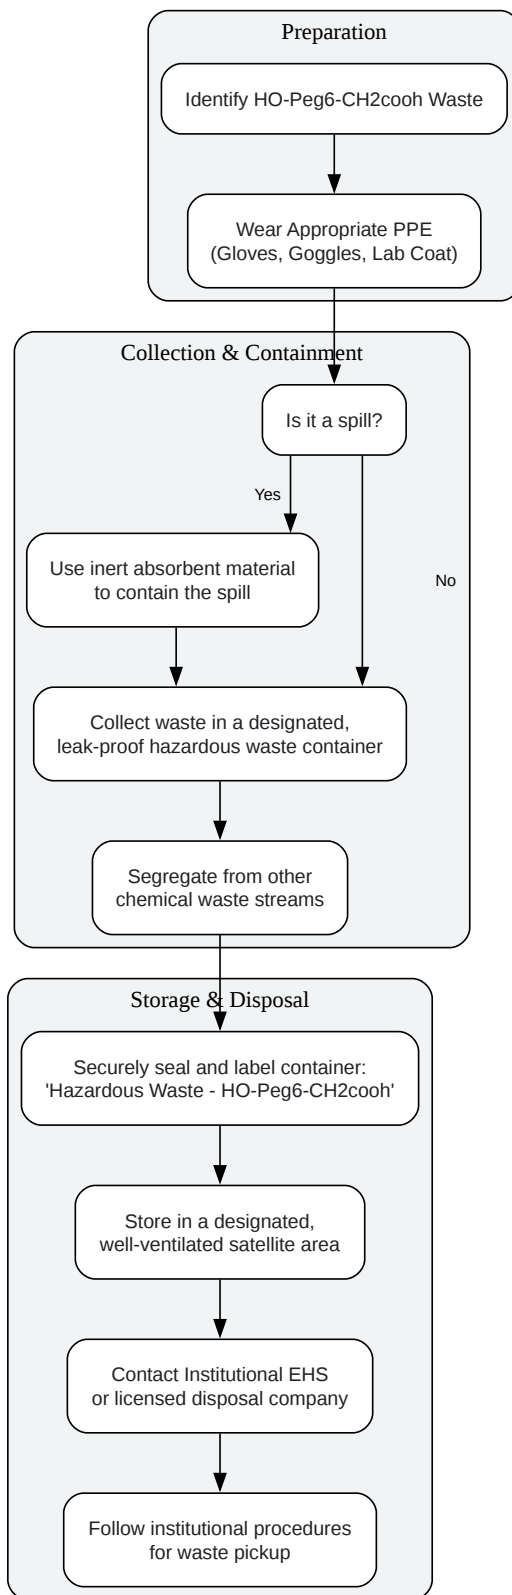 Preparation
Identify HO-Peg6-CH2cooh Waste
Wear Appropriate PPE
(Gloves, Goggles, Lab Coat)
Collection & Containment
Is it a spill?
Yes
Use inert absorbent material
to contain the spill
No
Collect waste in a designated,
leak-proof hazardous waste container
Segregate from other
chemical waste streams
Storage & Disposal
Securely seal and label container:
'Hazardous Waste - HO-Peg6-CH2cooh'
Store in a designated,
well-ventilated satellite area
Contact Institutional EHS
or licensed disposal company
Follow institutional procedures
for waste pickup